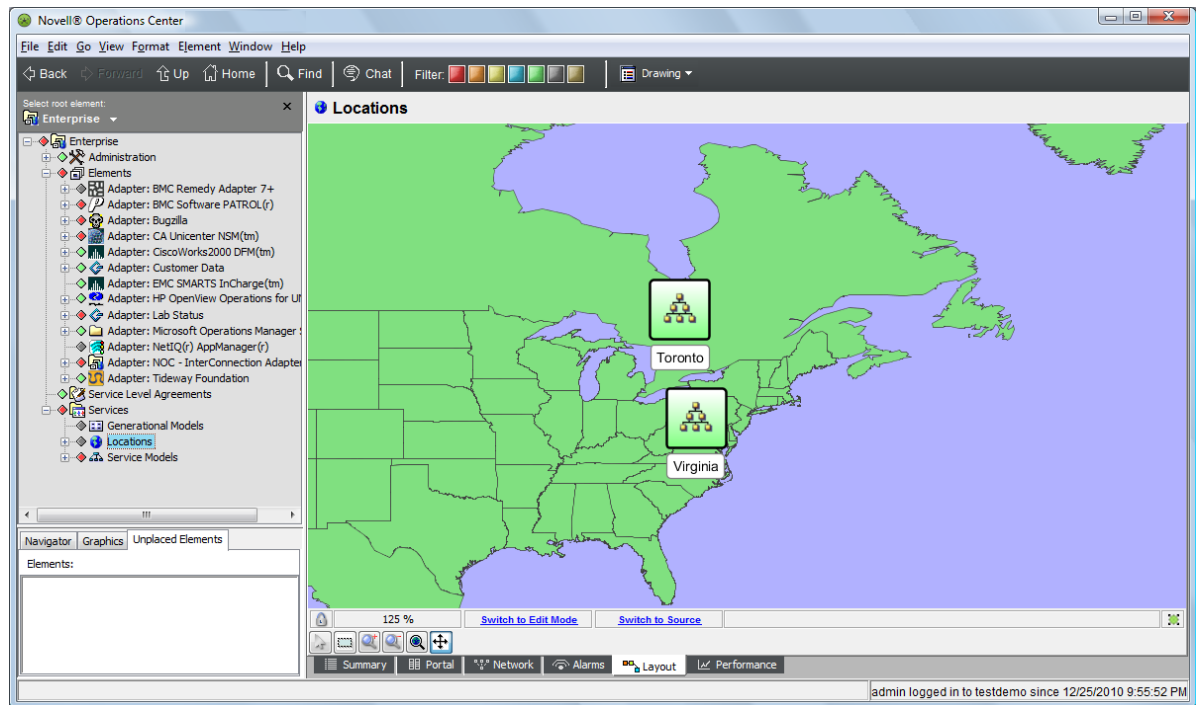 Novell® Operations Center
File Edit Go View Format Element Window Help
Back Forward Up Home Find Chat Filter: Drawing
Select root element:
Enterprise
Locations
Enterprise
Administration
Elements
Adapter: BMC Remedy Adapter 7+
Adapter: BMC Software PATROL(r)
Adapter: Bugzilla
Adapter: CA Unicenter NSM(tm)
Adapter: CiscoWorks2000 DFM(tm)
Adapter: Customer Data
Adapter: EMC SMARTS InCharge(tm)
Adapter: HP OpenView Operations for U
Adapter: Lab Status
Adapter: Microsoft Operations Manager
Adapter: NetIQ(r) AppManager(r)
Adapter: NOC - InterConnection Adapte
Adapter: Tideway Foundation
Service Level Agreements
Services
Generational Models
Locations
Service Models
Toronto
Virginia
Navigator Graphics Unplaced Elements
Elements:
125 % Switch to Edit Mode Switch to Source
Summary Portal Network Alarms Layout Performance
admin logged in to testdemo since 12/25/2010 9:55:52 PM